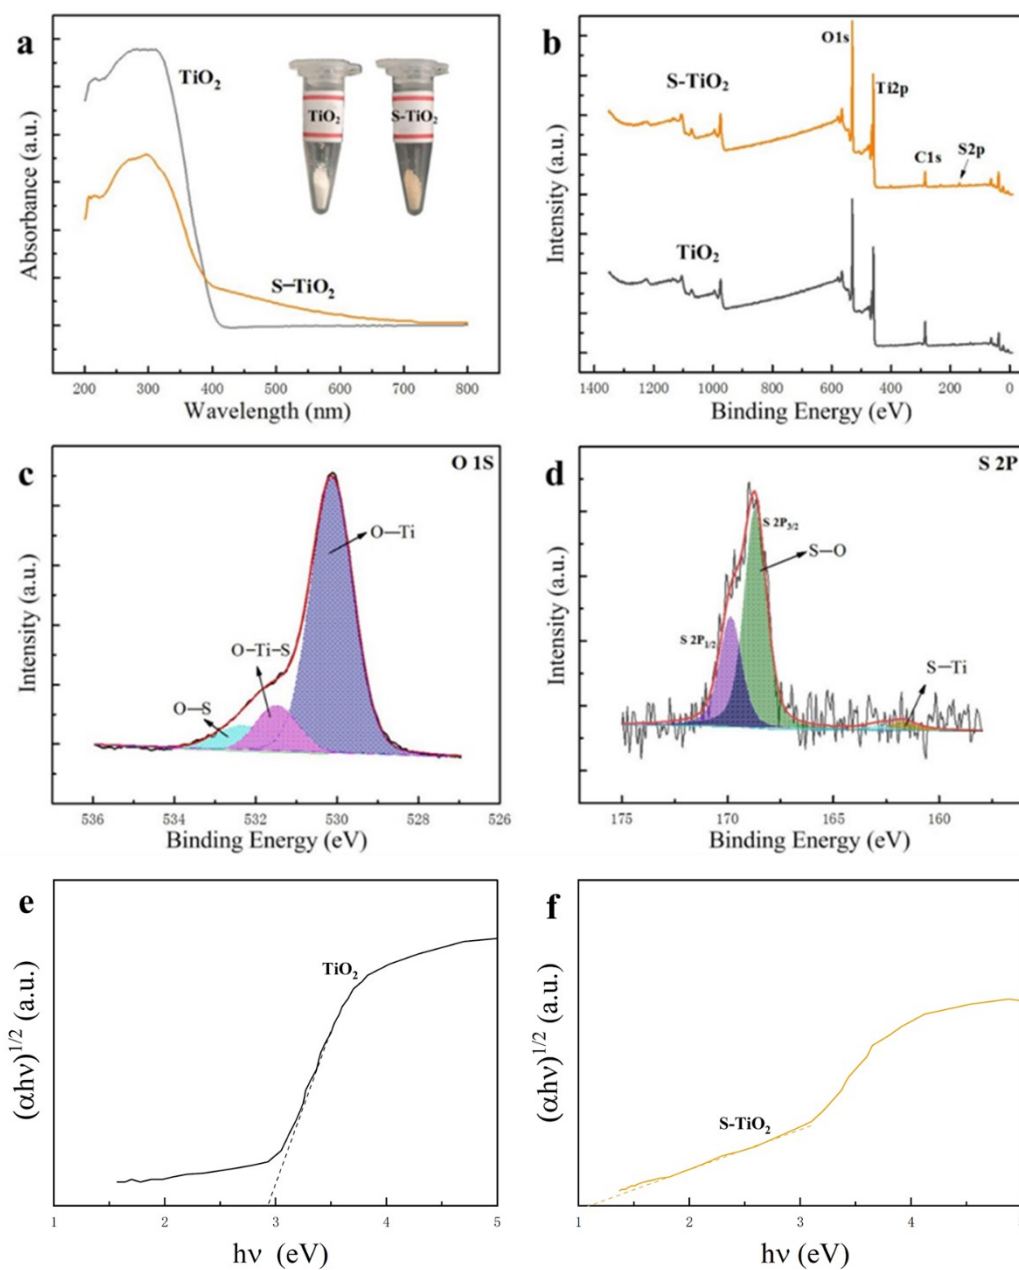 a
TiO₂
TiO₂
S-TiO₂
S−TiO₂
Absorbance (a.u.)
200 300 400 500 600 700 800
Wavelength (nm)
b
O1s
S-TiO₂
Ti2p
C1s
S2p
TiO₂
Intensity (a.u.)
1400 1200 1000 800 600 400 200 0
Binding Energy (eV)
c
O 1S
O—Ti
O−Ti−S
O—S
Intensity (a.u.)
536 534 532 530 528 526
Binding Energy (eV)
d
S 2P
S 2P3/2
S—O
S 2P1/2
S—Ti
Intensity (a.u.)
175 170 165 160
Binding Energy (eV)
e
TiO₂
(αhν)1/2 (a.u.)
1 2 3 4 5
hν (eV)
f
S-TiO₂
(αhν)1/2 (a.u.)
1 2 3 4
hν (eV)